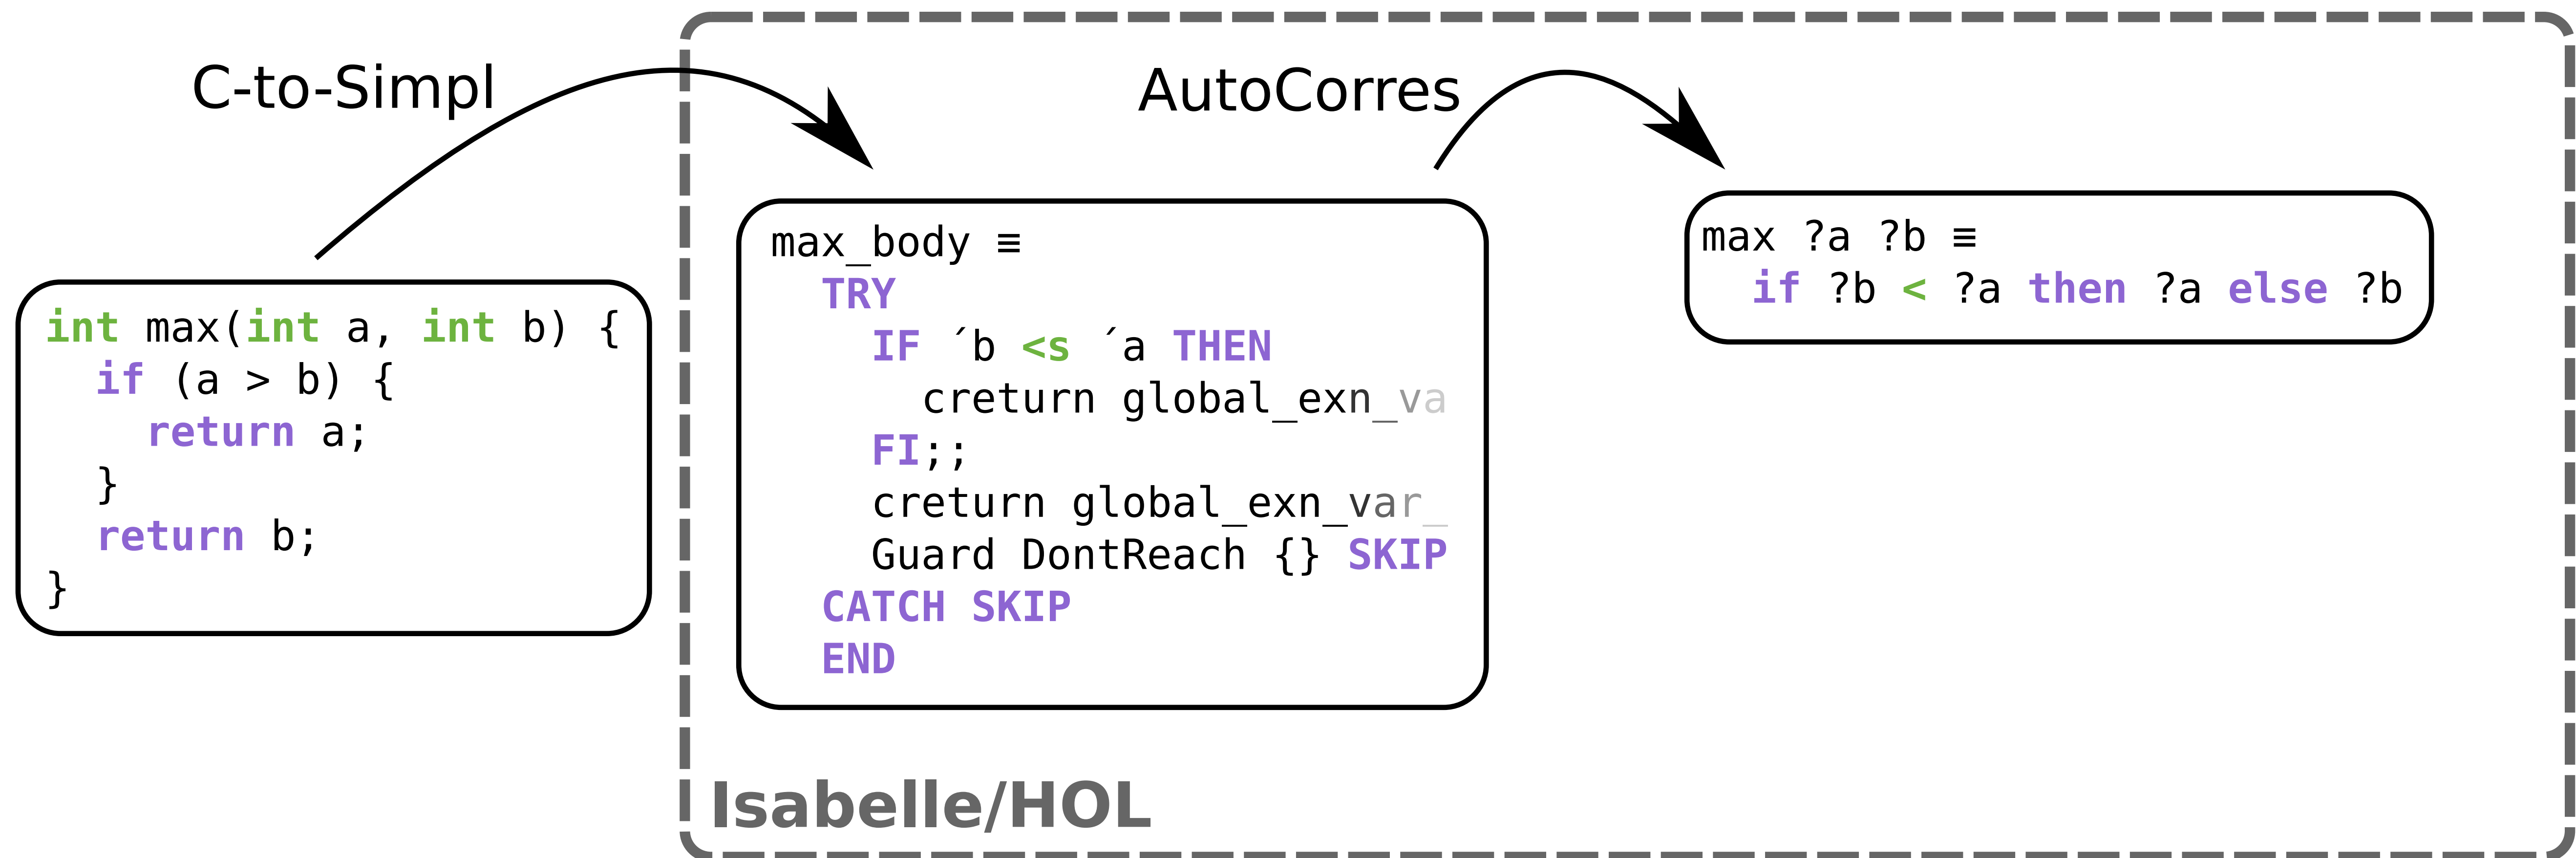 C-to-Simpl
AutoCorres
int max(int a, int b) {
  if (a > b) {
    return a;
  }
  return b;
}
max_body ≡
  TRY
    IF ´b <s ´a THEN
      creturn global_exn_va
    FI;;
    creturn global_exn_var_
    Guard DontReach {} SKIP
  CATCH SKIP
  END
max ?a ?b ≡
  if ?b < ?a then ?a else ?b
Isabelle/HOL